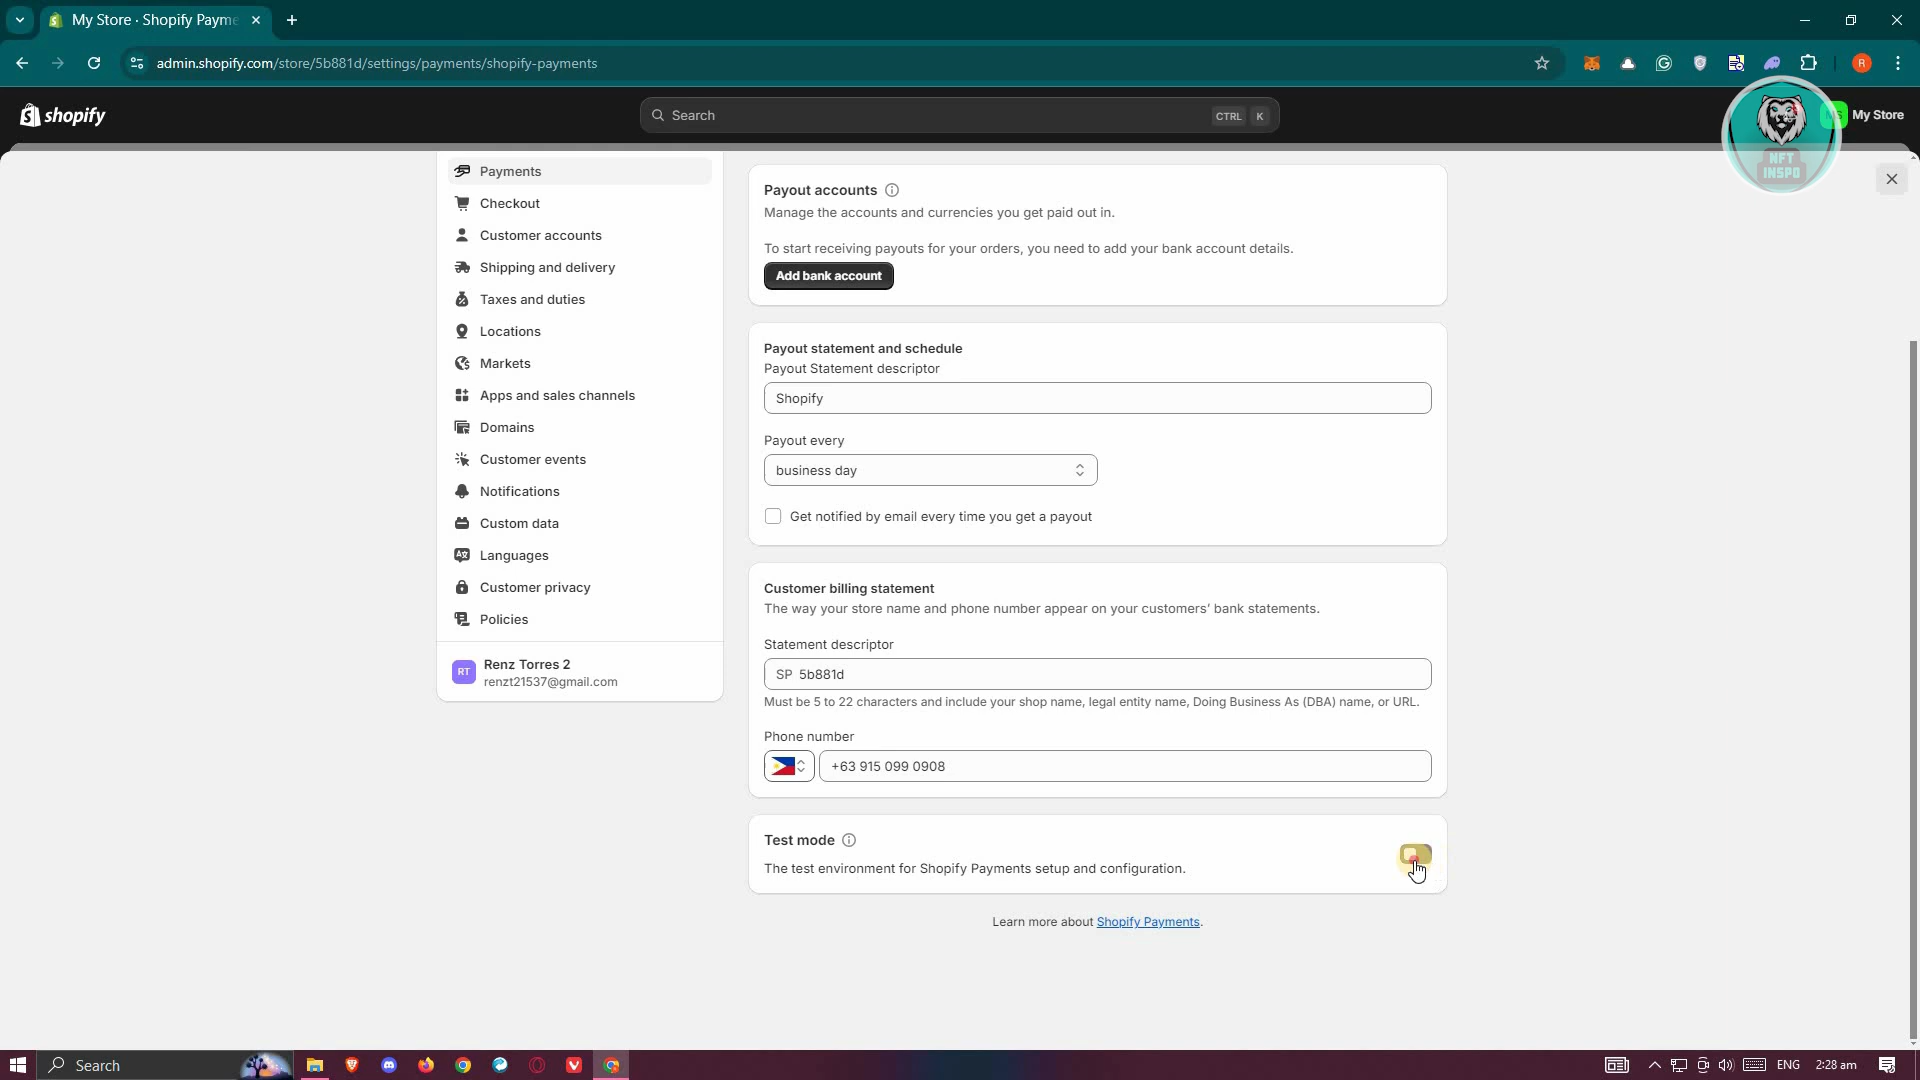 My Store · Shopify Payme
admin.shopify.com/store/5b881d/settings/payments/shopify-payments
R
shopify
Search
CTRL K
My Store
NFT
INSPO
Payments
Checkout
Customer accounts
Shipping and delivery
Taxes and duties
Locations
Markets
Apps and sales channels
Domains
Customer events
Notifications
Custom data
Languages
Customer privacy
Policies
RT
Renz Torres 2
renzt21537@gmail.com
Payout accounts
Manage the accounts and currencies you get paid out in.
To start receiving payouts for your orders, you need to add your bank account details.
Add bank account
Payout statement and schedule
Payout Statement descriptor
Shopify
Payout every
business day
Get notified by email every time you get a payout
Customer billing statement
The way your store name and phone number appear on your customers’ bank statements.
Statement descriptor
SP 5b881d
Must be 5 to 22 characters and include your shop name, legal entity name, Doing Business As (DBA) name, or URL.
Phone number
+63 915 099 0908
Test mode
The test environment for Shopify Payments setup and configuration.
Learn more about Shopify Payments.
Search
ENG
2:28 am